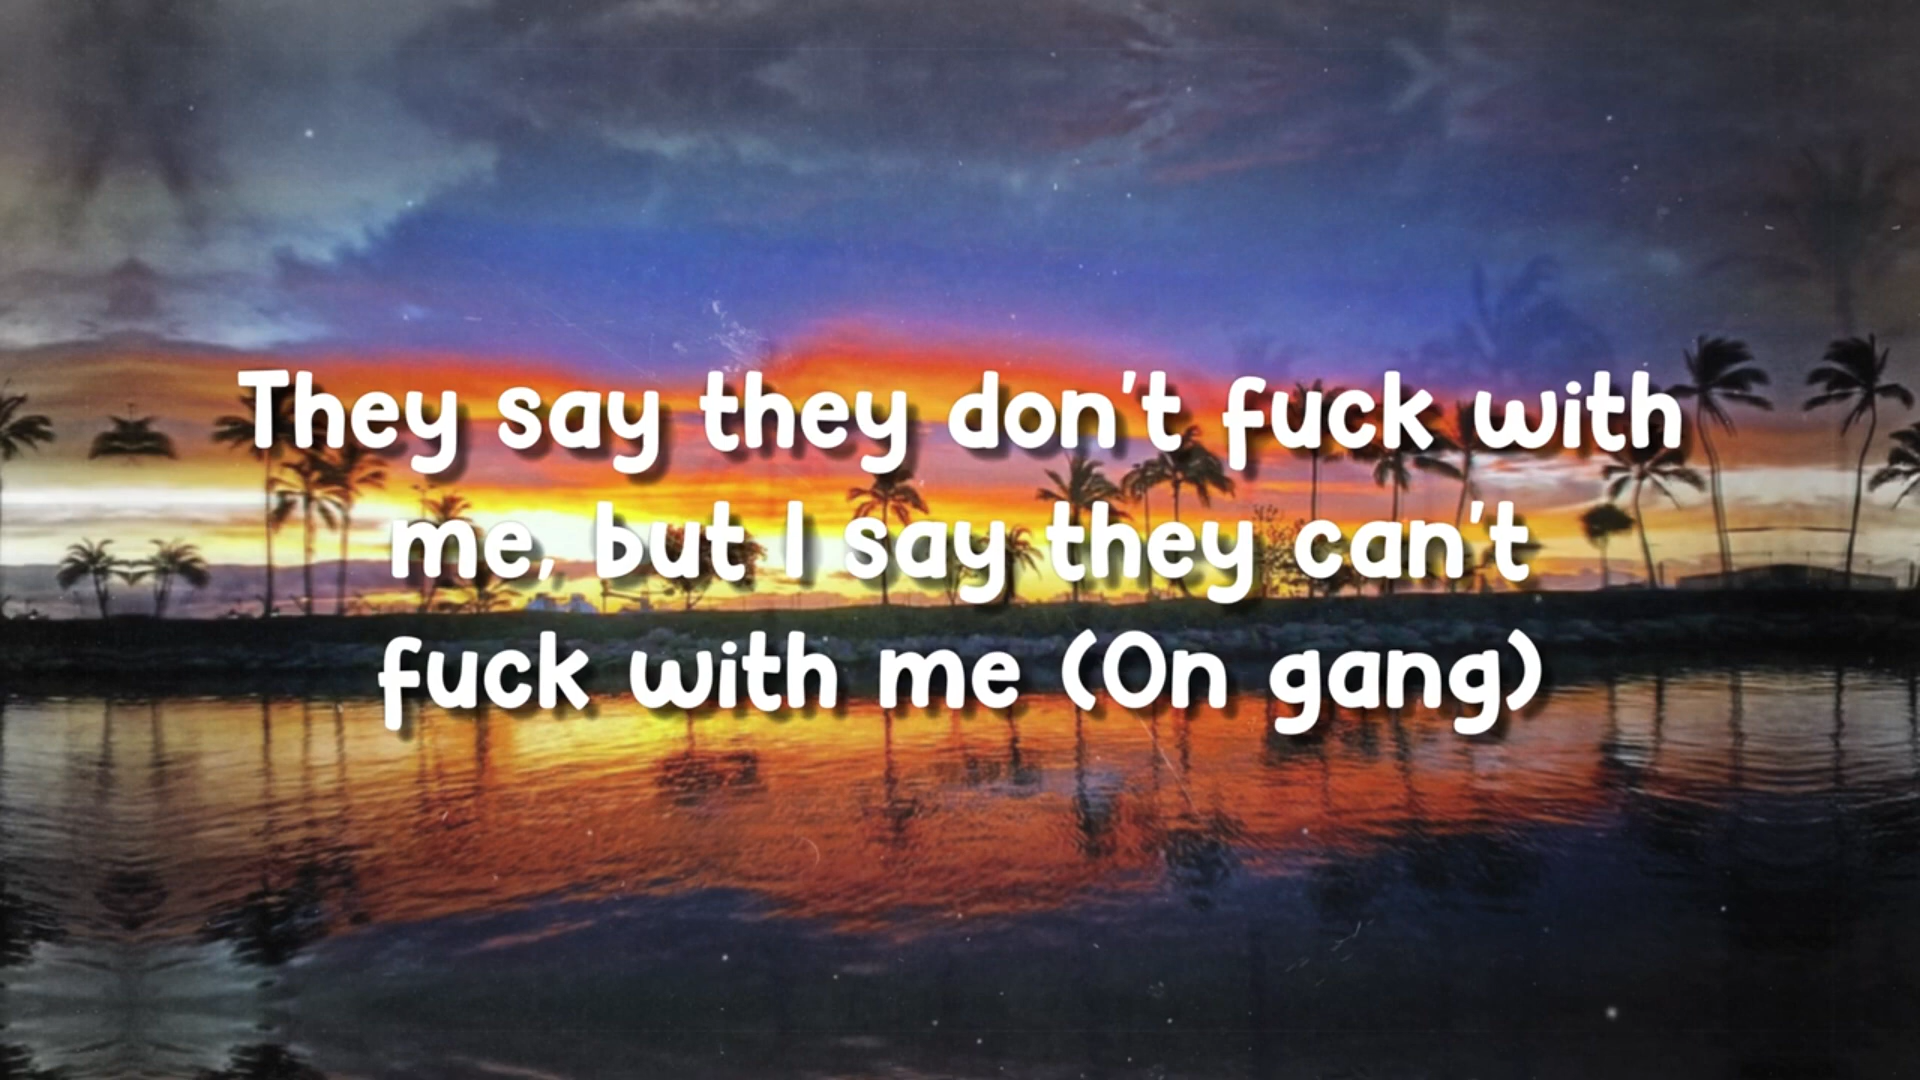 They say they don't fuck with
me, but I say they can't
fuck with me (On gang)